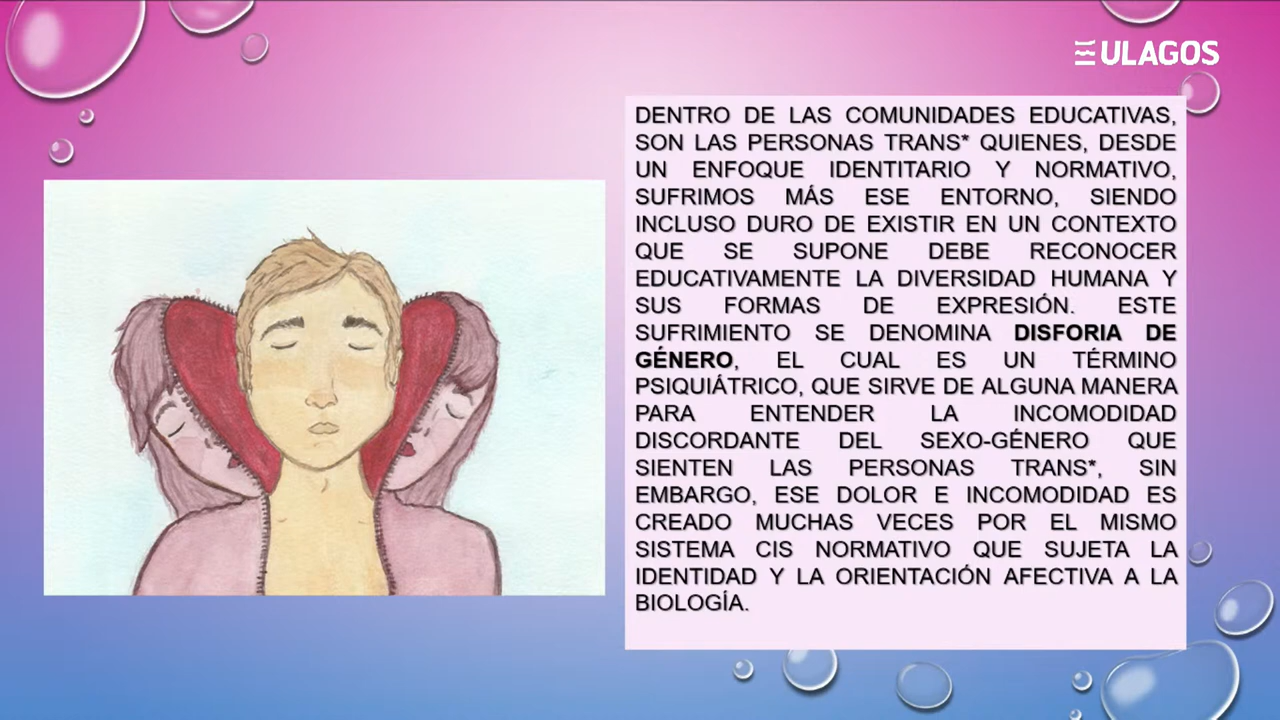 ULAGOS
DENTRO DE LAS COMUNIDADES EDUCATIVAS,
SON LAS PERSONAS TRANS* QUIENES, DESDE
UN ENFOQUE IDENTITARIO Y NORMATIVO,
SUFRIMOS MÁS ESE ENTORNO, SIENDO
INCLUSO DURO DE EXISTIR EN UN CONTEXTO
QUE SE SUPONE DEBE RECONOCER
EDUCATIVAMENTE LA DIVERSIDAD HUMANA Y
SUS FORMAS DE EXPRESIÓN. ESTE
SUFRIMIENTO SE DENOMINA DISFORIA DE
GÉNERO, EL CUAL ES UN TÉRMINO
PSIQUIÁTRICO, QUE SIRVE DE ALGUNA MANERA
PARA ENTENDER LA INCOMODIDAD
DISCORDANTE DEL SEXO-GÉNERO QUE
SIENTEN LAS PERSONAS TRANS*, SIN
EMBARGO, ESE DOLOR E INCOMODIDAD ES
CREADO MUCHAS VECES POR EL MISMO
SISTEMA CIS NORMATIVO QUE SUJETA LA
IDENTIDAD Y LA ORIENTACIÓN AFECTIVA A LA
BIOLOGÍA.